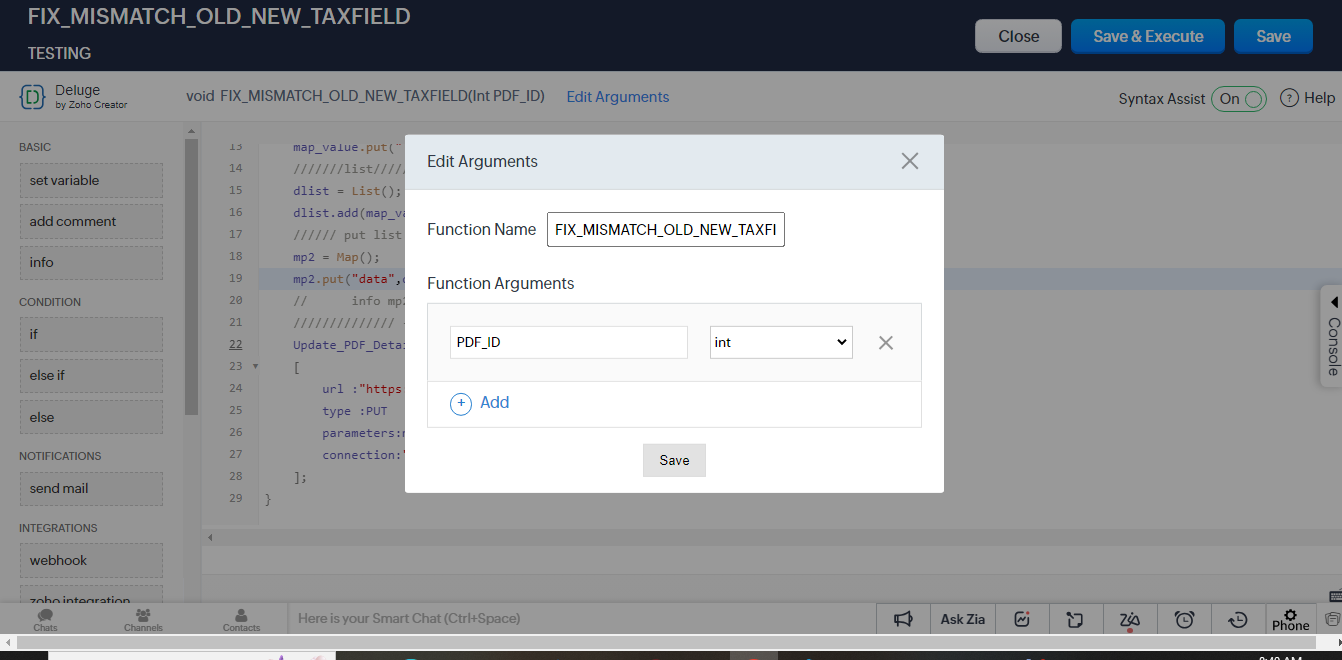 FIX_MISMATCH_OLD_NEW_TAXFIELD
TESTING
Close
Save & Execute
Save
Deluge
by Zoho Creator
void FIX_MISMATCH_OLD_NEW_TAXFIELD(Int PDF_ID)
Edit Arguments
Syntax Assist
On
? Help
BASIC
set variable
add comment
info
CONDITION
if
else if
else
NOTIFICATIONS
send mail
INTEGRATIONS
webhook
zoho integration
13 map_value.put("
14 ///////list/////
15 dlist = List();
16 dlist.add(map_va
17 ////// put list
18 mp2 = Map();
19 mp2.put("data",
20 // info mp2
21 //////////////
22 Update_PDF_Detai
23 [
24 url :"https
25 type :PUT
26 parameters:
27 connection:
28 ];
29 }
Edit Arguments
Function Name
FIX_MISMATCH_OLD_NEW_TAXFI
Function Arguments
PDF_ID
int
+ Add
Save
Console
Chats
Channels
Contacts
Here is your Smart Chat (Ctrl+Space)
Ask Zia
Phone